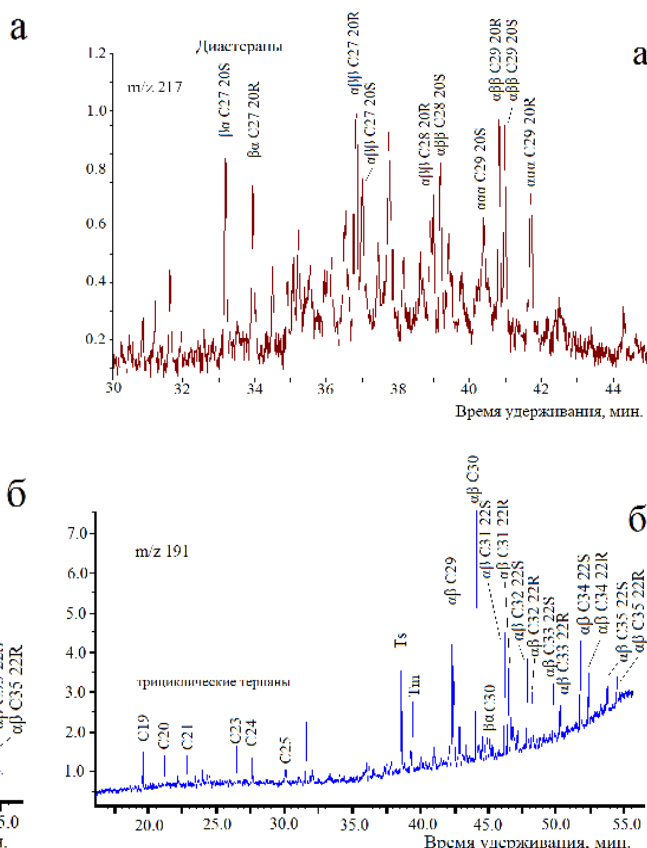 а
а
Диастераны
m/z 217
βα C27 20S
βα C27 20R
αββ C27 20R
αββ C27 20S
αββ C28 20R
αββ C28 20S
ααα C29 20S
αββ C29 20R
αββ C29 20S
ααα C29 20R
1.2
1.0
0.8
0.6
0.4
0.2
30 32 34 36 38 40 42 44
Время удерживания, мин.
б
б
αβ C35 22R
5.0
н.
m/z 191
трициклические терпаны
C19
C20
C21
C23
C24
C25
Ts
Tm
αβ C29
αβ C30
βα C30
αβ C31 22S
αβ C31 22R
αβ C32 22S
αβ C32 22R
αβ C33 22S
αβ C33 22R
αβ C34 22S
αβ C34 22R
αβ C35 22S
αβ C35 22R
7.0
6.0
5.0
4.0
3.0
2.0
1.0
20.0 25.0 30.0 35.0 40.0 45.0 50.0 55.0
Время удерживания, мин.